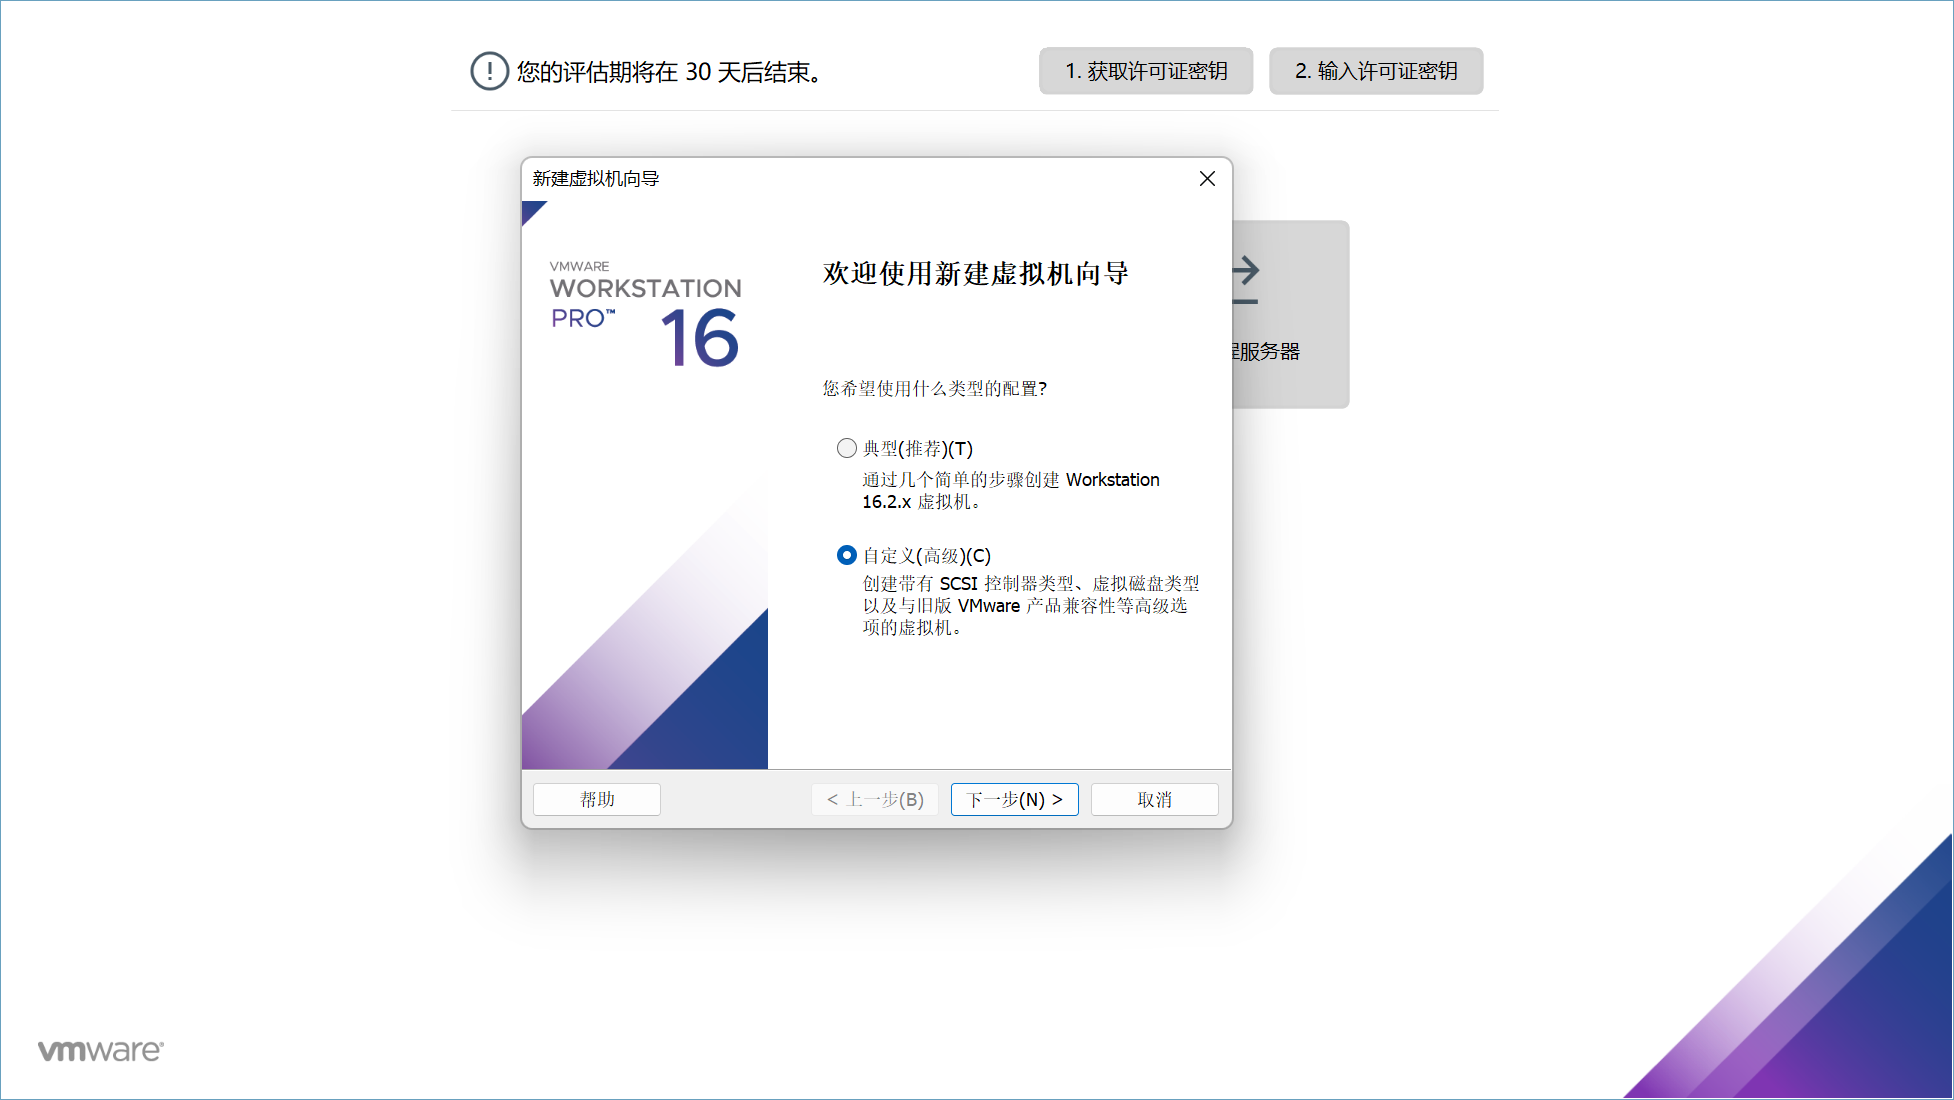 您的评估期将在 30 天后结束。
1. 获取许可证密钥
2. 输入许可证密钥
新建虚拟机向导
VMWARE
WORKSTATION
PRO™
16
欢迎使用新建虚拟机向导
您希望使用什么类型的配置?
典型(推荐)(T)
通过几个简单的步骤创建 Workstation
16.2.x 虚拟机。
自定义(高级)(C)
创建带有 SCSI 控制器类型、虚拟磁盘类型
以及与旧版 VMware 产品兼容性等高级选
项的虚拟机。
程服务器
帮助
< 上一步(B)
下一步(N) >
取消
vmware®